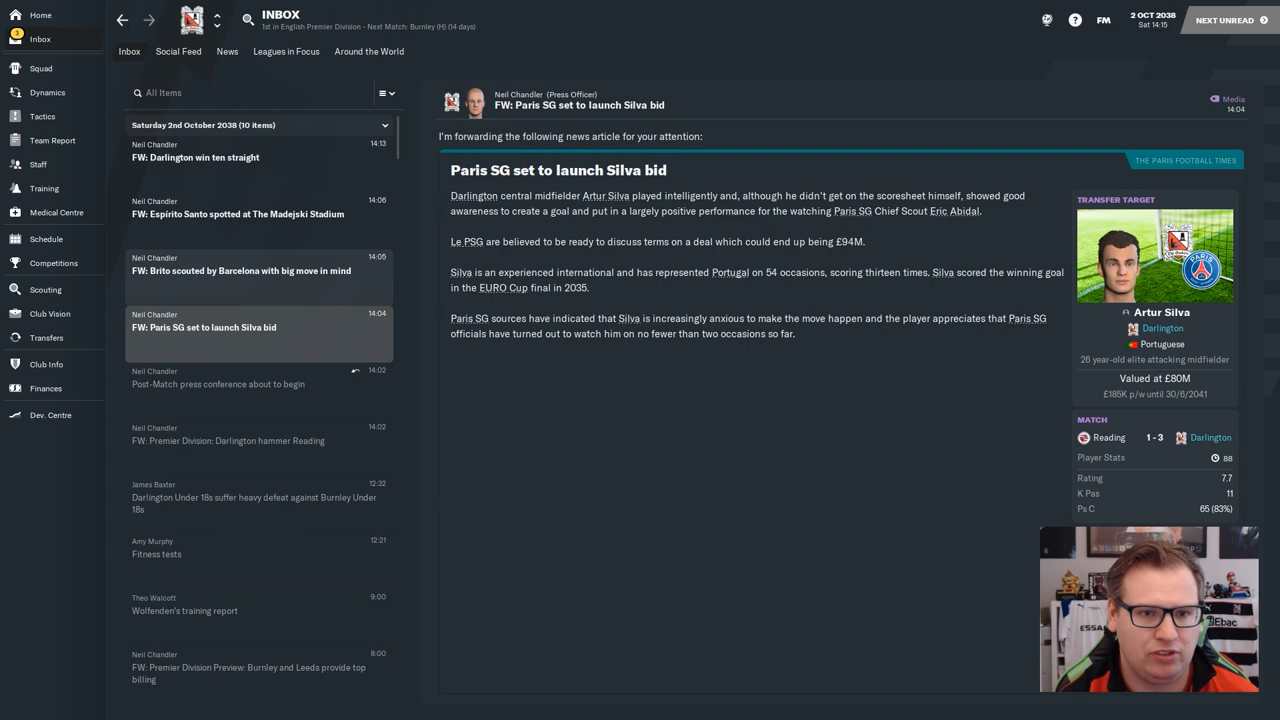 Home
Inbox
3
Squad
Dynamics
Tactics
Team Report
Staff
Training
Medical Centre
Schedule
Competitions
Scouting
Club Vision
Transfers
Club Info
Finances
Dev. Centre
INBOX
1st in English Premier Division - Next Match: Burnley (H) (14 days)
FM
2 OCT 2038
Sat 14:15
NEXT UNREAD
Inbox
Social Feed
News
Leagues in Focus
Around the World
All Items
Saturday 2nd October 2038 (10 items)
Neil Chandler 14:13
FW: Darlington win ten straight
Neil Chandler 14:06
FW: Espírito Santo spotted at The Madejski Stadium
Neil Chandler 14:05
FW: Brito scouted by Barcelona with big move in mind
Neil Chandler 14:04
FW: Paris SG set to launch Silva bid
Neil Chandler 14:02
Post-Match press conference about to begin
Neil Chandler 14:02
FW: Premier Division: Darlington hammer Reading
James Baxter 12:32
Darlington Under 18s suffer heavy defeat against Burnley Under
18s
Amy Murphy 12:21
Fitness tests
Theo Walcott 9:00
Wolfenden's training report
Neil Chandler 8:00
FW: Premier Division Preview: Burnley and Leeds provide top
billing
Neil Chandler (Press Officer)
FW: Paris SG set to launch Silva bid
Media
14:04
I'm forwarding the following news article for your attention:
THE PARIS FOOTBALL TIMES
Paris SG set to launch Silva bid
Darlington central midfielder Artur Silva played intelligently and, although he didn't get on the scoresheet himself, showed good
awareness to create a goal and put in a largely positive performance for the watching Paris SG Chief Scout Eric Abidal.
Le PSG are believed to be ready to discuss terms on a deal which could end up being £94M.
Silva is an experienced international and has represented Portugal on 54 occasions, scoring thirteen times. Silva scored the winning goal
in the EURO Cup final in 2035.
Paris SG sources have indicated that Silva is increasingly anxious to make the move happen and the player appreciates that Paris SG
officials have turned out to watch him on no fewer than two occasions so far.
TRANSFER TARGET
PARIS
Artur Silva
Darlington
Portuguese
26 year-old elite attacking midfielder
Valued at £80M
£185K p/w until 30/6/2041
MATCH
Reading 1 - 3 Darlington
Player Stats 88
Rating 7.7
K Pas 11
Ps C 65 (83%)
ESSA
Ebac